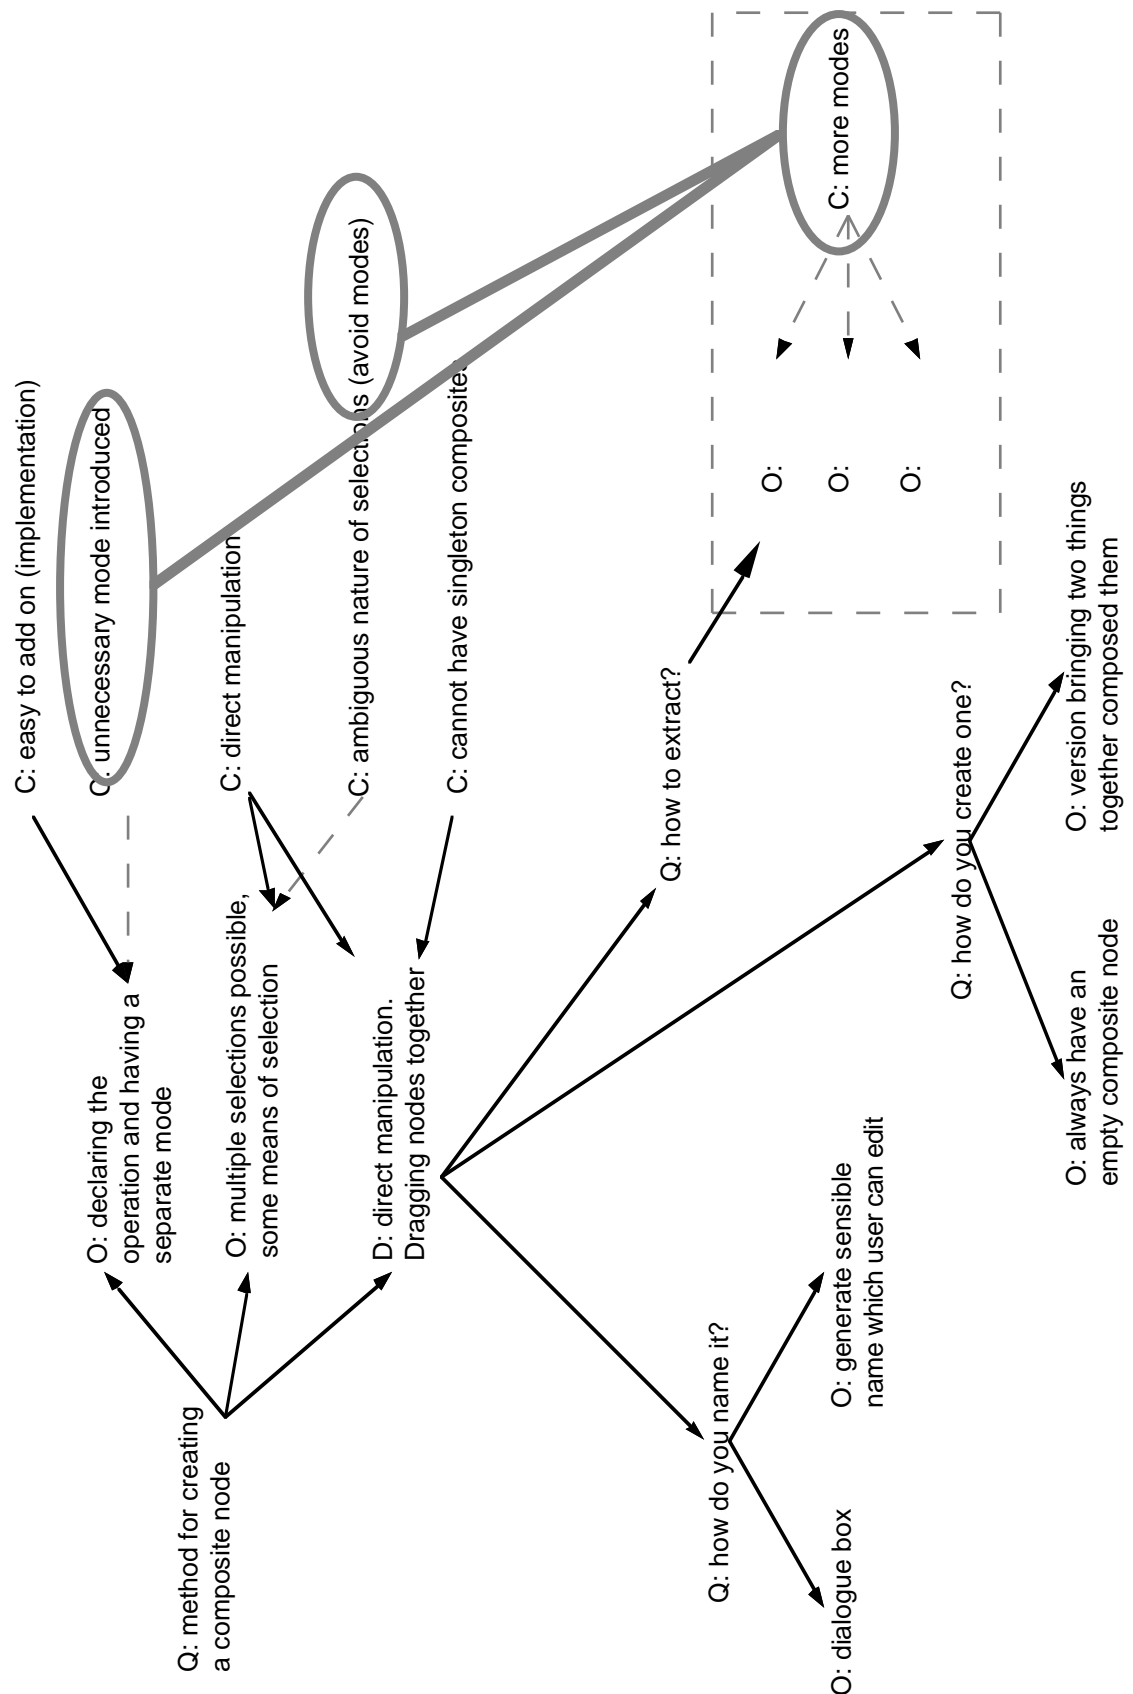 Q: method for creating
a composite node
O: declaring the
operation and having a
separate mode
O: multiple selections possible,
some means of selection
D: direct manipulation.
Dragging nodes together
C: easy to add on (implementation)
C: unnecessary mode introduced
C: direct manipulation
C: ambiguous nature of selections (avoid modes)
C: cannot have singleton composites
Q: how do you name it?
O: dialogue box
O: generate sensible
name which user can edit
Q: how to extract?
O:
O:
O:
C: more modes
Q: how do you create one?
O: always have an
empty composite node
O: version bringing two things
together composed them